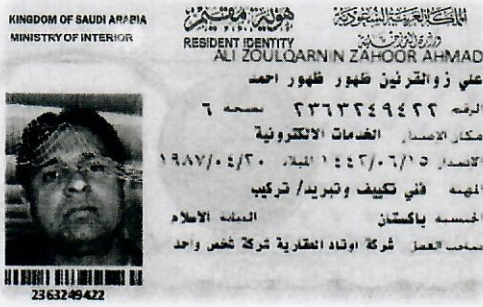 KINGDOM OF SAUDI ARABIA
المملكة العربية السعودية
هوية مقيم
MINISTRY OF INTERIOR
وزارة الداخلية
RESIDENT IDENTITY
ALI ZOULQARNIN ZAHOOR AHMAD
علي زوالقرنين ظهور ظهور احمد
الرقم ٢٣٦٣٢٤٩٤٢٢ نسخة ٦
مكان الإصدار الخدمات الالكترونية
الاصدار ١٤٤٢/٠٦/١٥ الميلاد ١٩٨٧/٠٤/٢٠
المهنة فني تكييف وتبريد/ تركيب
الجنسية باكستان الديانة الاسلام
صاحب العمل شركة اوتاد العقارية شركة شخص واحد
2363249422